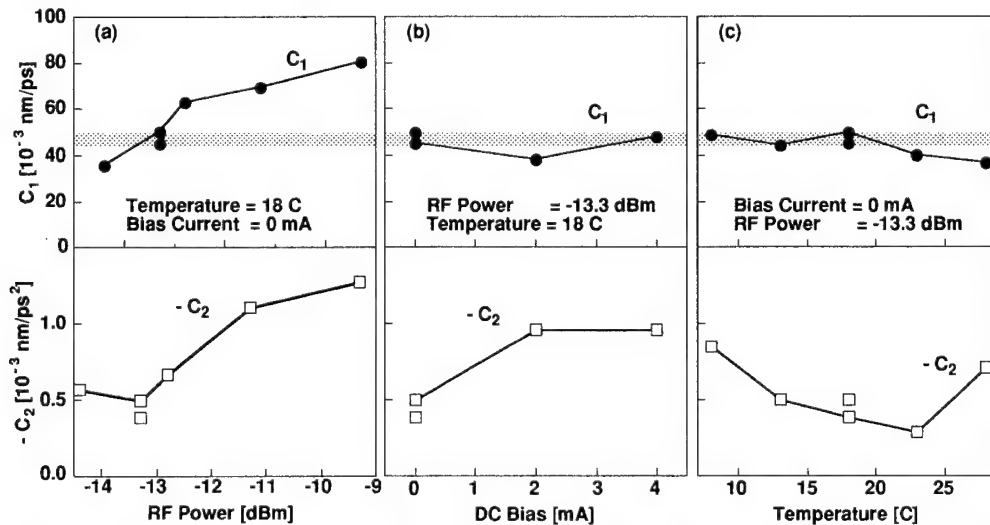 (a)
(b)
(c)
C₁
C₁
C₁
C₁ [10⁻³ nm/ps]
100
80
60
40
20
0
Temperature = 18 C
Bias Current = 0 mA
RF Power = -13.3 dBm
Temperature = 18 C
Bias Current = 0 mA
RF Power = -13.3 dBm
- C₂
- C₂
- C₂
- C₂ [10⁻³ nm/ps²]
1.0
0.5
0.0
-14 -13 -12 -11 -10 -9
RF Power [dBm]
0 1 2 3 4
DC Bias [mA]
10 15 20 25
Temperature [C]